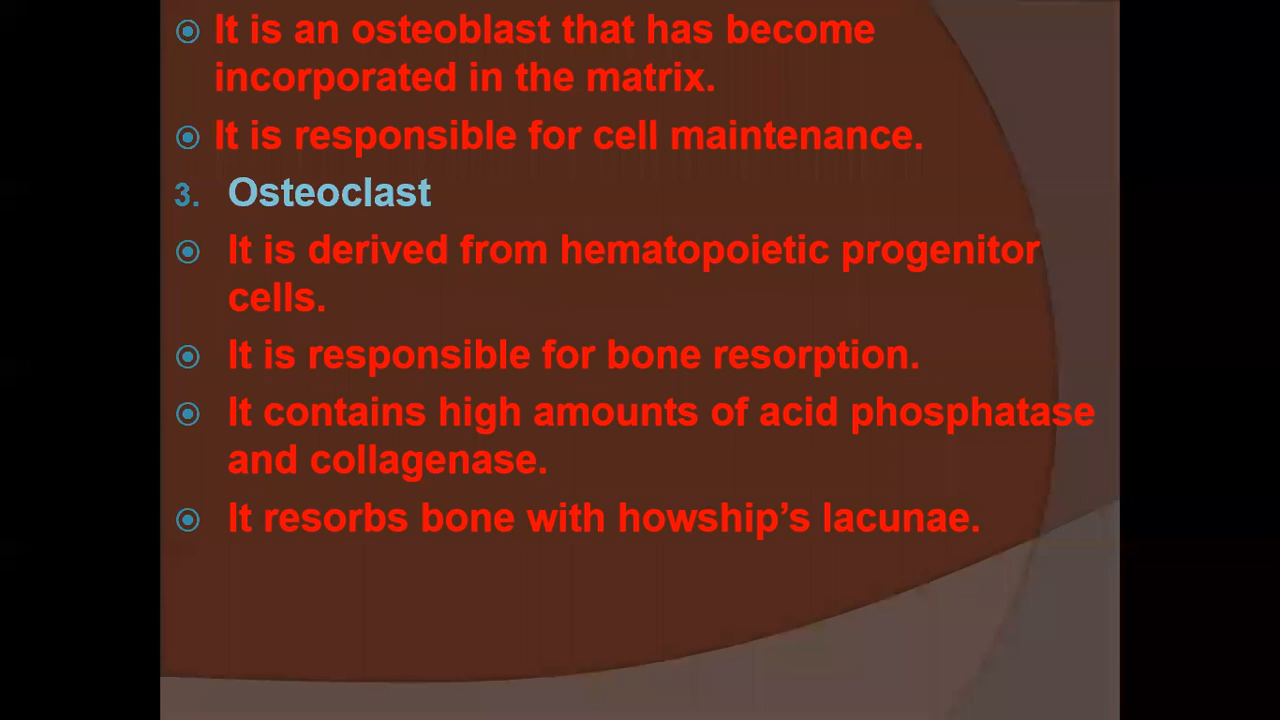 It is an osteoblast that has become
incorporated in the matrix.
It is responsible for cell maintenance.
3. Osteoclast
It is derived from hematopoietic progenitor
cells.
It is responsible for bone resorption.
It contains high amounts of acid phosphatase
and collagenase.
It resorbs bone with howship’s lacunae.